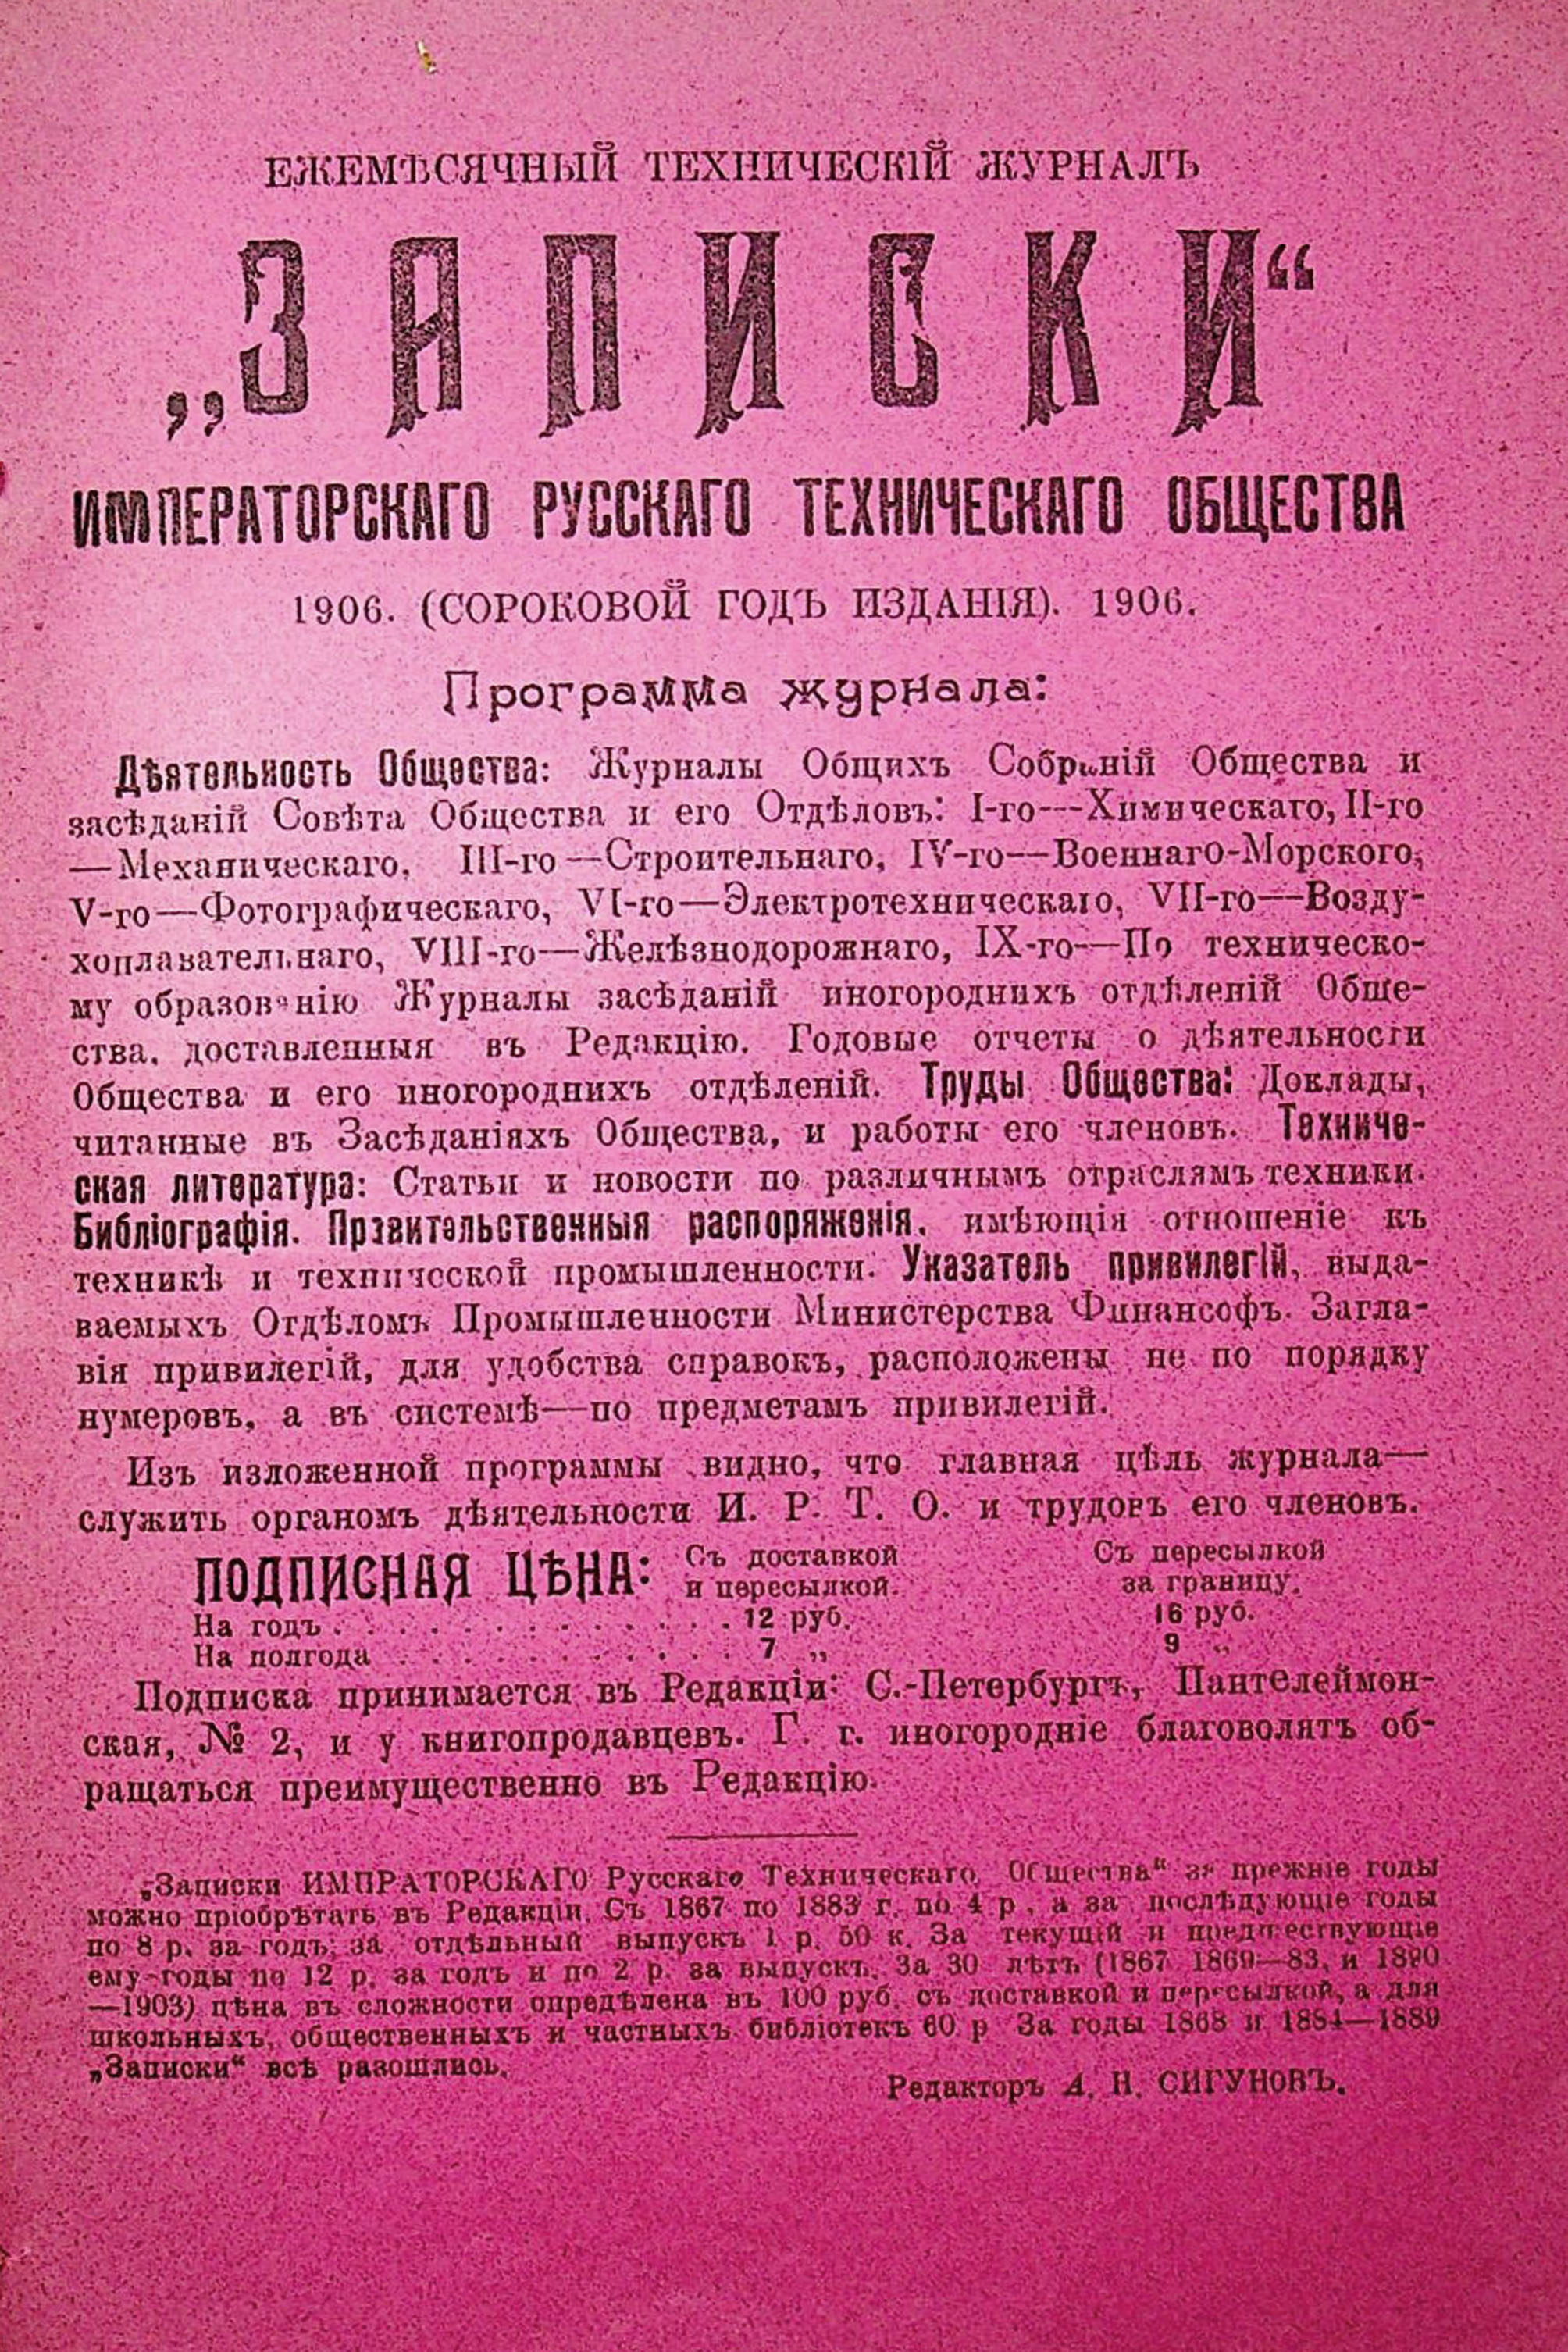 ЕЖЕМѢСЯЧНЫЙ ТЕХНИЧЕСКІЙ ЖУРНАЛЪ
„ЗАПИСКИ“
ИМПЕРАТОРСКАГО РУССКАГО ТЕХНИЧЕСКАГО ОБЩЕСТВА
1906. (СОРОКОВОЙ ГОДЪ ИЗДАНІЯ). 1906.
Программа журнала:
Дѣятельность Общества: Журналы Общихъ Собраній Общества и
засѣданій Совѣта Общества и его Отдѣловъ: I-го—Химическаго, II-го
—Механическаго, III-го—Строительнаго, IV-го—Военнаго-Морского,
V-го—Фотографическаго, VI-го—Электротехническаго, VII-го—Возду-
хоплавательнаго, VIII-го—Желѣзнодорожнаго, IX-го—По техническо-
му образованію Журналы засѣданій иногороднихъ отдѣленій Обще-
ства, доставленныя въ Редакцію. Годовые отчеты о дѣятельности
Общества и его иногороднихъ отдѣленій. Труды Общества: Доклады,
читанные въ Засѣданіяхъ Общества, и работы его членовъ. Техниче-
ская литература: Статьи и новости по различнымъ отраслямъ техники.
Библіографія. Правительственныя распоряженія, имѣющія отношеніе къ
техникѣ и технической промышленности. Указатель привилегій, выда-
ваемыхъ Отдѣломъ Промышленности Министерства Финансофъ. Загла-
вія привилегій, для удобства справокъ, расположены не по порядку
нумеровъ, а въ системѣ—по предметамъ привилегій.
Изъ изложенной программы видно, что главная цѣль журнала—
служить органомъ дѣятельности И. Р. Т. О. и трудовъ его членовъ.
ПОДПИСНАЯ ЦѢНА: Съ доставкой и пересылкой. Съ пересылкой за границу.
На годъ . . . . . . . . . . . . . 12 руб. 16 руб.
На полгода . . . . . . . . . . . . 7 „ 9 „
Подписка принимается въ Редакціи: С.-Петербургъ, Пантелеймон-
ская, № 2, и у книгопродавцевъ. Г. г. иногородніе благоволятъ об-
ращаться преимущественно въ Редакцію.
„Записки ИМПРАТОРСКАГО Русскаго Техническаго Общества“ за прежніе годы
можно пріобрѣтать въ Редакціи. Съ 1867 по 1883 г. по 4 р., а за послѣдующіе годы
по 8 р. за годъ; за отдѣльный выпускъ 1 р. 50 к. За текущій и предшествующіе
ему годы по 12 р. за годъ и по 2 р. за выпускъ. За 30 лѣтъ (1867 1869—83, и 1890
—1903) цѣна въ сложности опредѣлена въ 100 руб. съ доставкой и пересылкой, а для
школьныхъ, общественныхъ и частныхъ библіотекъ 60 р За годы 1868 и 1884—1889
„Записки“ всѣ разошлись.
Редакторъ А. Н. СИГУНОВЪ.